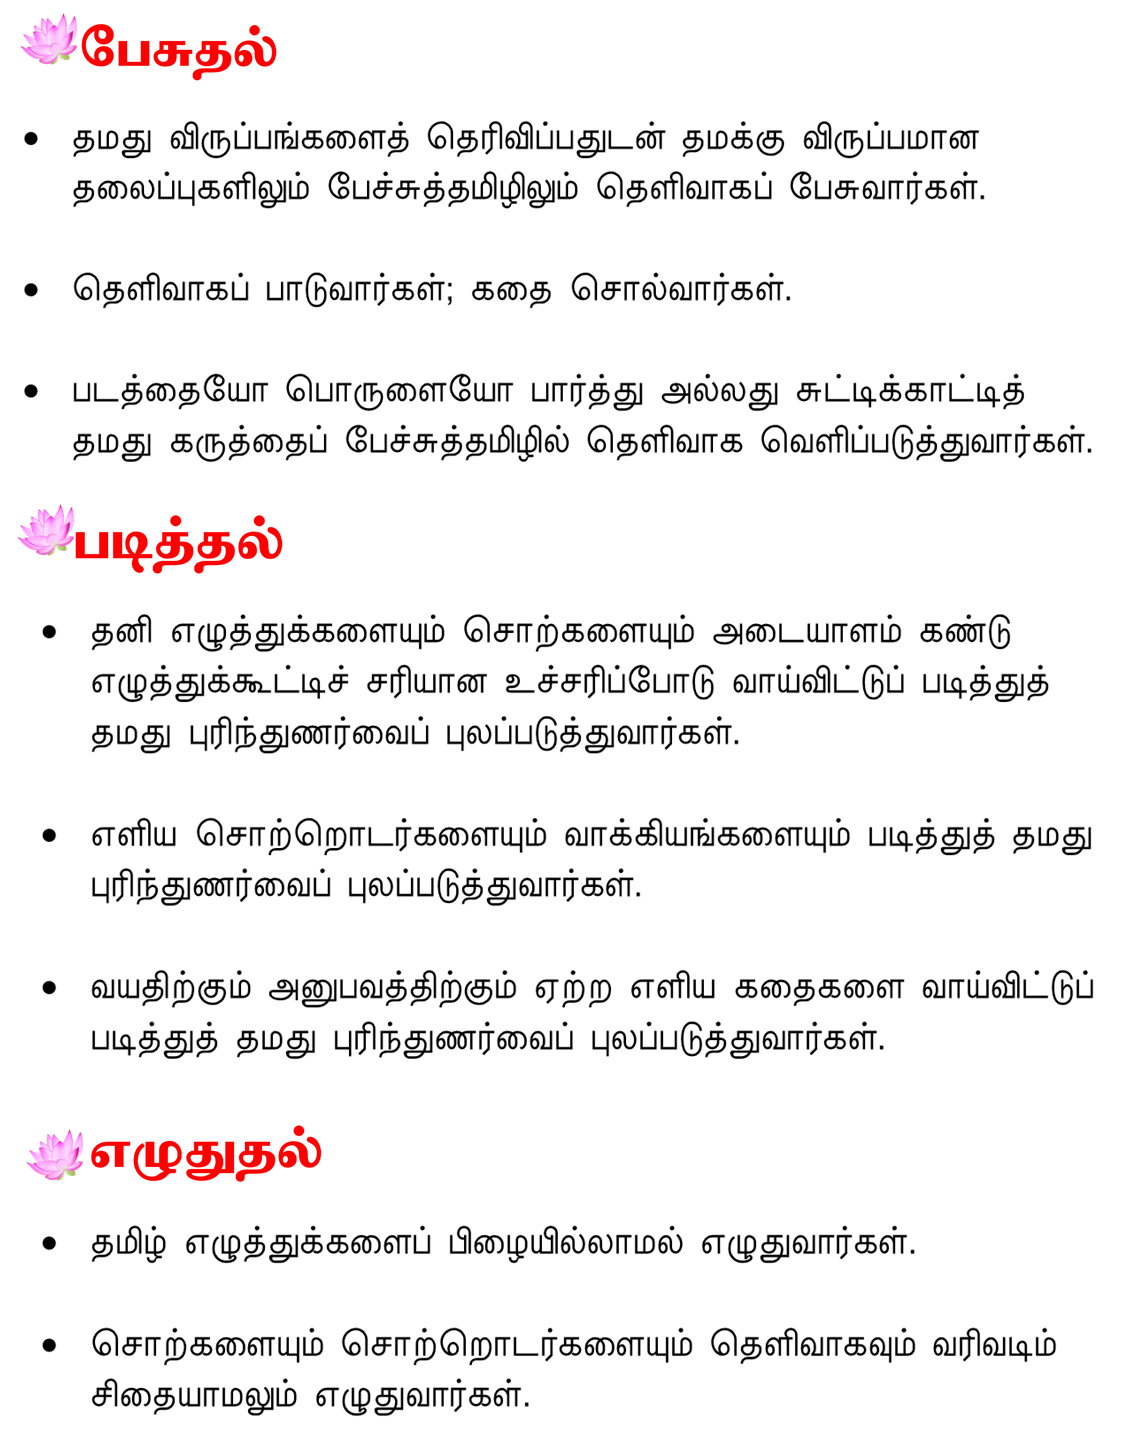 பேசுதல்
• தமது விருப்பங்களைத் தெரிவிப்பதுடன் தமக்கு விருப்பமான
தலைப்புகளிலும் பேச்சுத்தமிழிலும் தெளிவாகப் பேசுவார்கள்.
• தெளிவாகப் பாடுவார்கள்; கதை சொல்வார்கள்.
• படத்தையோ பொருளையோ பார்த்து அல்லது சுட்டிக்காட்டித்
தமது கருத்தைப் பேச்சுத்தமிழில் தெளிவாக வெளிப்படுத்துவார்கள்.
படித்தல்
• தனி எழுத்துக்களையும் சொற்களையும் அடையாளம் கண்டு
எழுத்துக்கூட்டிச் சரியான உச்சரிப்போடு வாய்விட்டுப் படித்துத்
தமது புரிந்துணர்வைப் புலப்படுத்துவார்கள்.
• எளிய சொற்றொடர்களையும் வாக்கியங்களையும் படித்துத் தமது
புரிந்துணர்வைப் புலப்படுத்துவார்கள்.
• வயதிற்கும் அனுபவத்திற்கும் ஏற்ற எளிய கதைகளை வாய்விட்டுப்
படித்துத் தமது புரிந்துணர்வைப் புலப்படுத்துவார்கள்.
எழுதுதல்
• தமிழ் எழுத்துக்களைப் பிழையில்லாமல் எழுதுவார்கள்.
• சொற்களையும் சொற்றொடர்களையும் தெளிவாகவும் வரிவடிம்
சிதையாமலும் எழுதுவார்கள்.